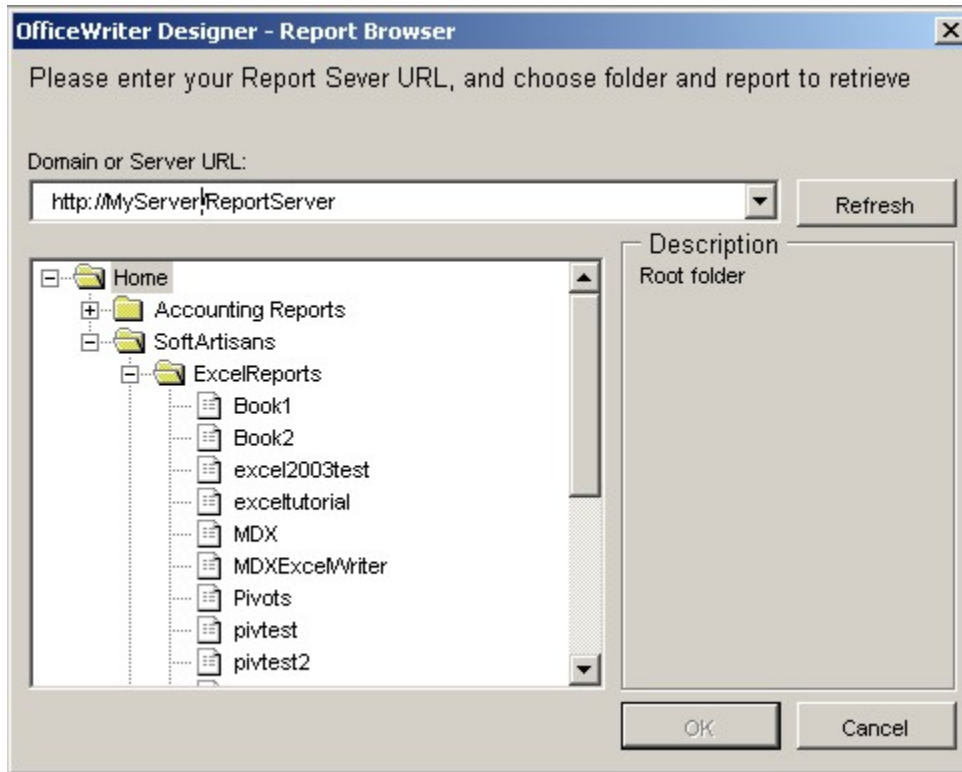 OfficeWriter Designer - Report Browser
Please enter your Report Sever URL, and choose folder and report to retrieve
Domain or Server URL:
http://MyServer/ReportServer
Refresh
Home
Accounting Reports
SoftArtisans
ExcelReports
Book1
Book2
excel2003test
exceltutorial
MDX
MDXExcelWriter
Pivots
pivtest
pivtest2
Description
Root folder
OK
Cancel